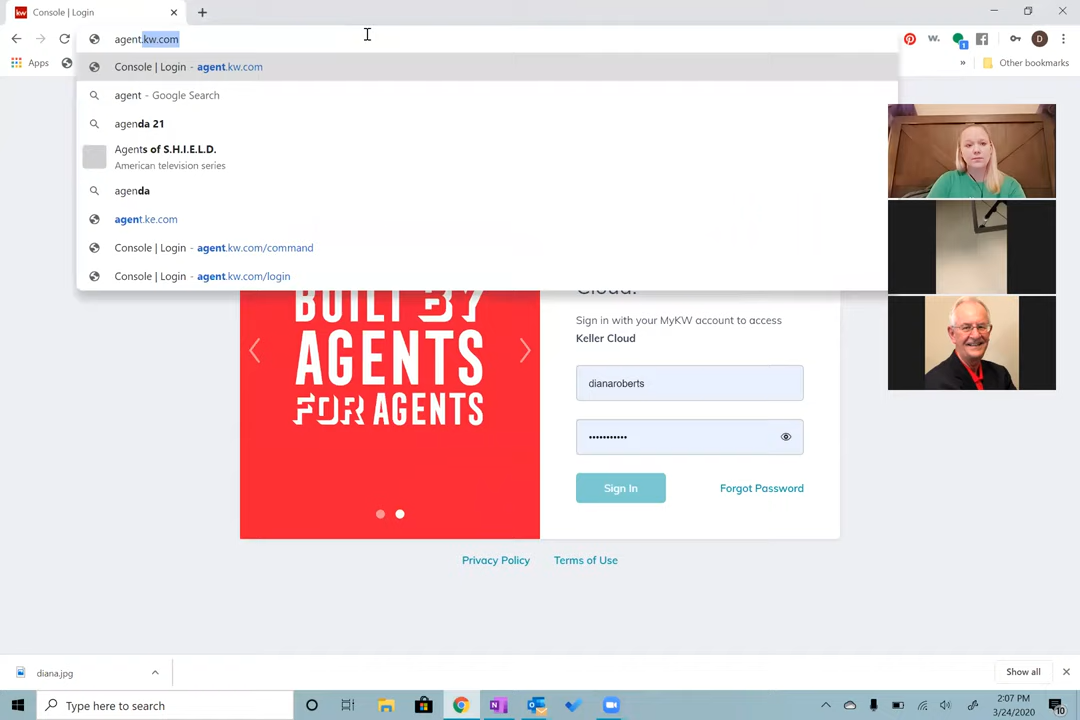 kw Console | Login
agent.kw.com
w.
1
D
Apps
»
Other bookmarks
Console | Login - agent.kw.com
agent - Google Search
agenda 21
Agents of S.H.I.E.L.D.
American television series
agenda
agent.ke.com
Console | Login - agent.kw.com/command
Console | Login - agent.kw.com/login
Cloud.
BUILT BY
AGENTS
FOR AGENTS
Sign in with your MyKW account to access
Keller Cloud
dianaroberts
•••••••••••
Sign In
Forgot Password
Privacy Policy
Terms of Use
diana.jpg
Show all
Type here to search
N
2:07 PM
3/24/2020
10